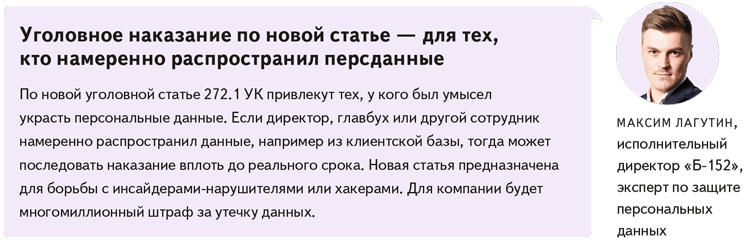 Уголовное наказание по новой статье — для тех,
кто намеренно распространил персданные
По новой уголовной статье 272.1 УК привлекут тех, у кого был умысел
украсть персональные данные. Если директор, главбух или другой сотрудник
намеренно распространил данные, например из клиентской базы, тогда может
последовать наказание вплоть до реального срока. Новая статья предназначена
для борьбы с инсайдерами-нарушителями или хакерами. Для компании будет
многомиллионный штраф за утечку данных.
МАКСИМ ЛАГУТИН,
исполнительный
директор «Б-152»,
эксперт по защите
персональных
данных